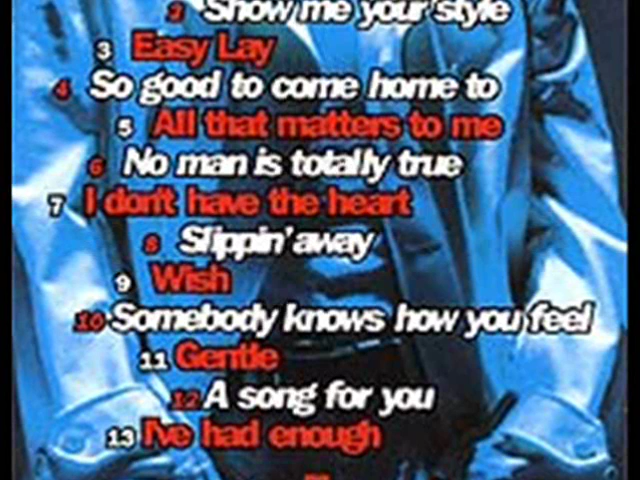 2 Show me your style
3 Easy Lay
4 So good to come home to
5 All that matters to me
6 No man is totally true
7 I don't have the heart
8 Slippin' away
9 Wish
10 Somebody knows how you feel
11 Gentle
12 A song for you
13 I've had enough